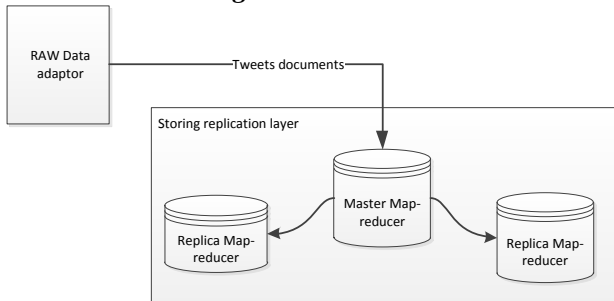 RAW Data
adaptor
Tweets documents
Storing replication layer
Master Map-
reducer
Replica Map-
reducer
Replica Map-
reducer